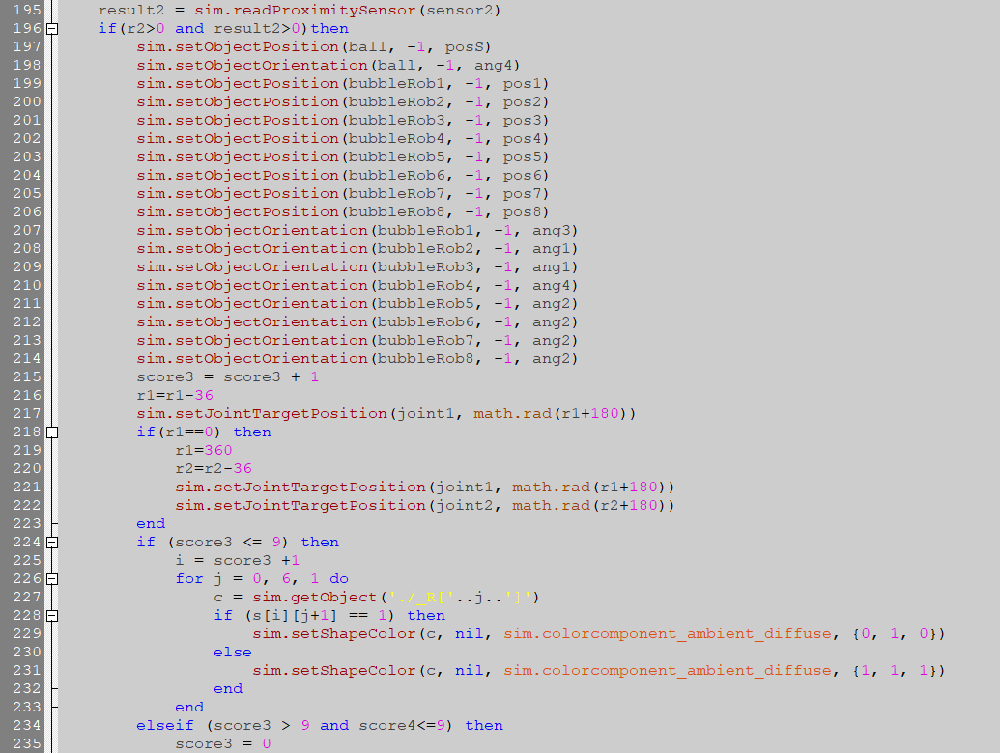 195 result2 = sim.readProximitySensor(sensor2)
196 if(r2>0 and result2>0)then
197 sim.setObjectPosition(ball, -1, posS)
198 sim.setObjectOrientation(ball, -1, ang4)
199 sim.setObjectPosition(bubbleRob1, -1, pos1)
200 sim.setObjectPosition(bubbleRob2, -1, pos2)
201 sim.setObjectPosition(bubbleRob3, -1, pos3)
202 sim.setObjectPosition(bubbleRob4, -1, pos4)
203 sim.setObjectPosition(bubbleRob5, -1, pos5)
204 sim.setObjectPosition(bubbleRob6, -1, pos6)
205 sim.setObjectPosition(bubbleRob7, -1, pos7)
206 sim.setObjectPosition(bubbleRob8, -1, pos8)
207 sim.setObjectOrientation(bubbleRob1, -1, ang3)
208 sim.setObjectOrientation(bubbleRob2, -1, ang1)
209 sim.setObjectOrientation(bubbleRob3, -1, ang1)
210 sim.setObjectOrientation(bubbleRob4, -1, ang4)
211 sim.setObjectOrientation(bubbleRob5, -1, ang2)
212 sim.setObjectOrientation(bubbleRob6, -1, ang2)
213 sim.setObjectOrientation(bubbleRob7, -1, ang2)
214 sim.setObjectOrientation(bubbleRob8, -1, ang2)
215 score3 = score3 + 1
216 r1=r1-36
217 sim.setJointTargetPosition(joint1, math.rad(r1+180))
218 if(r1==0) then
219 r1=360
220 r2=r2-36
221 sim.setJointTargetPosition(joint1, math.rad(r1+180))
222 sim.setJointTargetPosition(joint2, math.rad(r2+180))
223 end
224 if (score3 <= 9) then
225 i = score3 +1
226 for j = 0, 6, 1 do
227 c = sim.getObject('./_R['..j..']')
228 if (s[i][j+1] == 1) then
229 sim.setShapeColor(c, nil, sim.colorcomponent_ambient_diffuse, {0, 1, 0})
230 else
231 sim.setShapeColor(c, nil, sim.colorcomponent_ambient_diffuse, {1, 1, 1})
232 end
233 end
234 elseif (score3 > 9 and score4<=9) then
235 score3 = 0